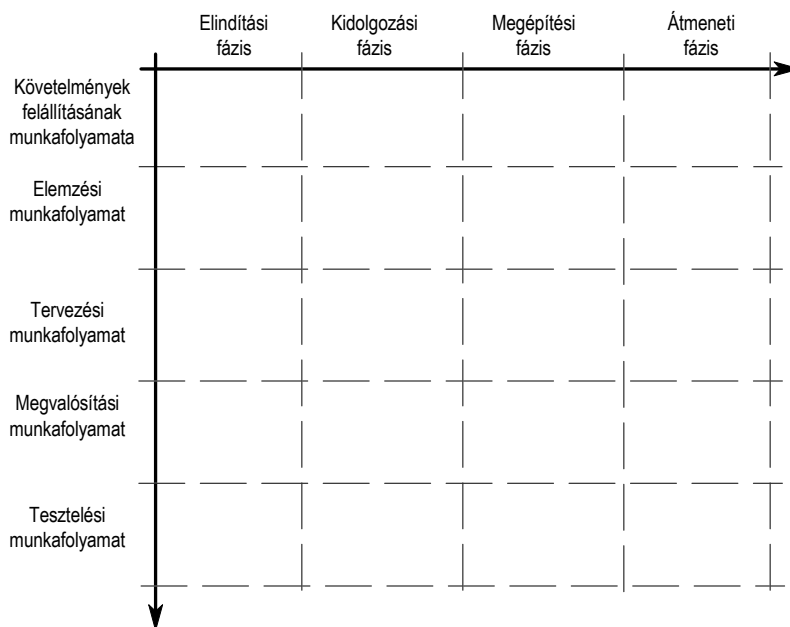 Elindítási
fázis
Kidolgozási
fázis
Megépítési
fázis
Átmeneti
fázis
Követelmények
felállításának
munkafolyamata
Elemzési
munkafolyamat
Tervezési
munkafolyamat
Megvalósítási
munkafolyamat
Tesztelési
munkafolyamat